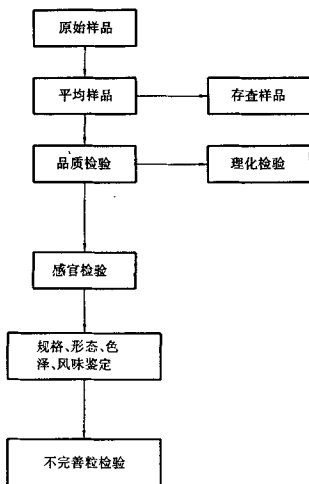 原始样品
平均样品
存查样品
品质检验
理化检验
感官检验
规格、形态、色
泽、风味鉴定
不完善粒检验